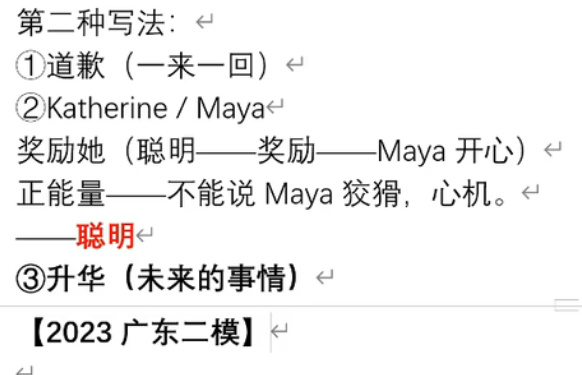 第二种写法：
①道歉（一来一回）
②Katherine / Maya
奖励她（聪明——奖励——Maya 开心）
正能量——不能说 Maya 狡猾，心机。
——聪明
③升华（未来的事情）
【2023 广东二模】